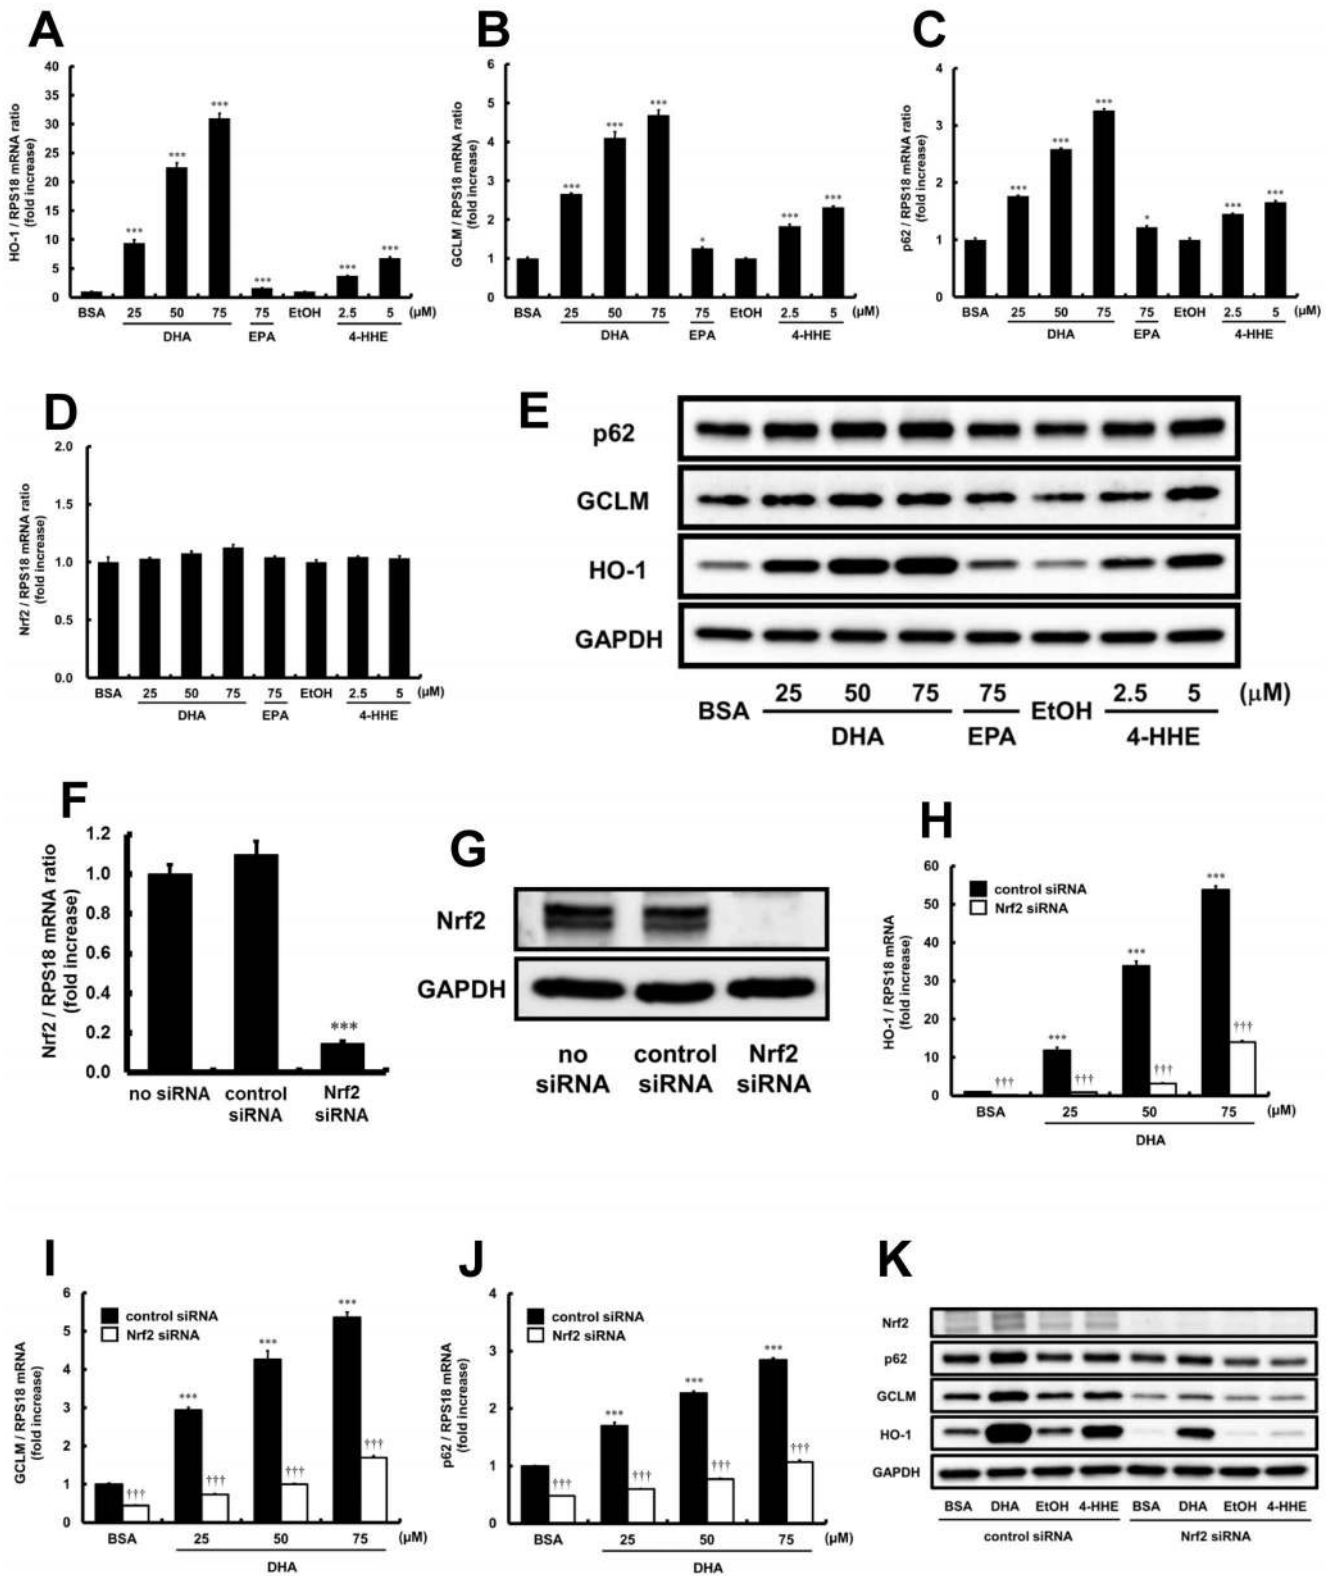 A
HO-1 / RPS18 mRNA ratio
(fold increase)
40
35
30
25
20
15
10
5
0
***
***
***
***
***
***
BSA 25 50 75 75 EtOH 2.5 5 (μM)
DHA EPA 4-HHE
B
GCLM / RPS18 mRNA ratio
(fold increase)
6
5
4
3
2
1
0
***
***
***
*
***
***
BSA 25 50 75 75 EtOH 2.5 5 (μM)
DHA EPA 4-HHE
C
p62 / RPS18 mRNA ratio
(fold increase)
4
3
2
1
0
***
***
***
*
***
***
BSA 25 50 75 75 EtOH 2.5 5 (μM)
DHA EPA 4-HHE
D
Nrf2 / RPS18 mRNA ratio
(fold increase)
2.0
1.5
1.0
0.5
0.0
BSA 25 50 75 75 EtOH 2.5 5 (μM)
DHA EPA 4-HHE
E
p62
GCLM
HO-1
GAPDH
BSA 25 50 75 75 EtOH 2.5 5 (μM)
DHA EPA 4-HHE
F
Nrf2 / RPS18 mRNA ratio
(fold increase)
1.2
1.0
0.8
0.6
0.4
0.2
0.0
***
no siRNA control siRNA Nrf2 siRNA
G
Nrf2
GAPDH
no siRNA control siRNA Nrf2 siRNA
H
HO-1 / RPS18 mRNA
(fold increase)
60
50
40
30
20
10
0
control siRNA
Nrf2 siRNA
†††
***
†††
***
†††
***
†††
BSA 25 50 75 (μM)
DHA
I
GCLM / RPS18 mRNA
(fold increase)
6
5
4
3
2
1
0
control siRNA
Nrf2 siRNA
†††
***
†††
***
†††
***
†††
BSA 25 50 75 (μM)
DHA
J
p62 / RPS18 mRNA
(fold increase)
4
3
2
1
0
control siRNA
Nrf2 siRNA
†††
***
†††
***
†††
***
†††
BSA 25 50 75 (μM)
DHA
K
Nrf2
p62
GCLM
HO-1
GAPDH
BSA DHA EtOH 4-HHE BSA DHA EtOH 4-HHE
control siRNA Nrf2 siRNA